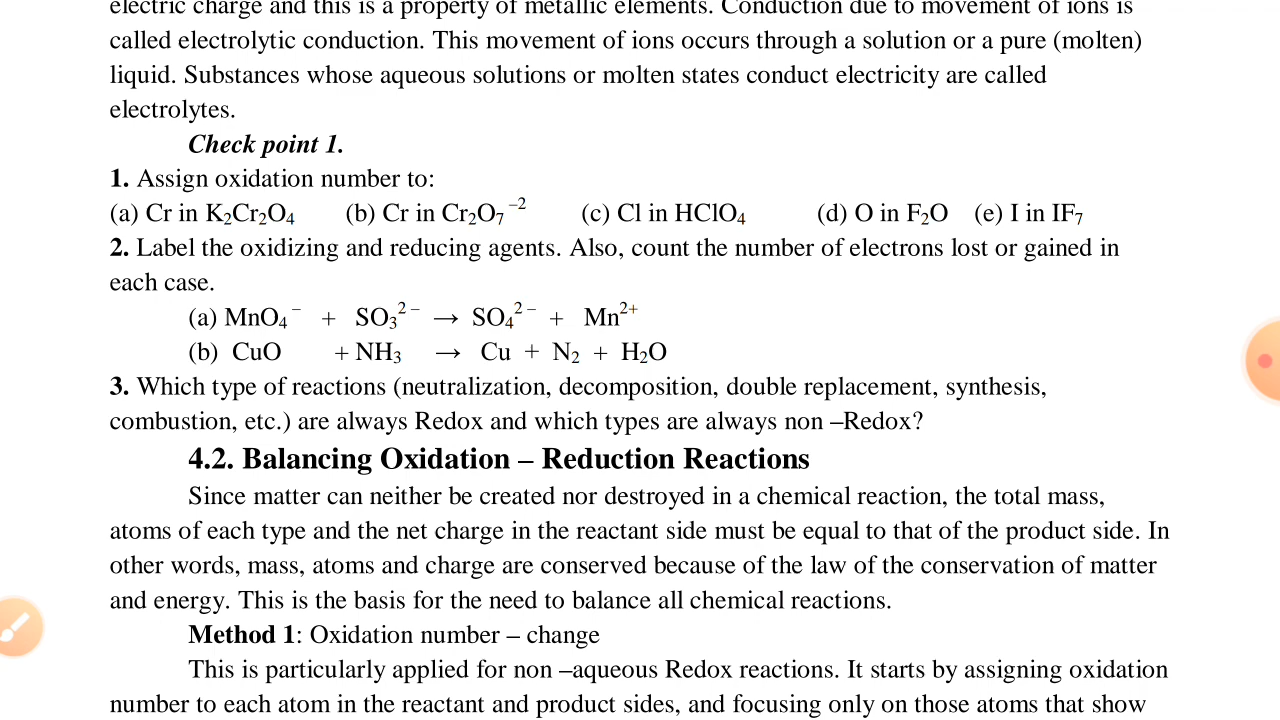 electric charge and this is a property of metallic elements. Conduction due to movement of ions is
called electrolytic conduction. This movement of ions occurs through a solution or a pure (molten)
liquid. Substances whose aqueous solutions or molten states conduct electricity are called
electrolytes.
Check point 1.
1. Assign oxidation number to:
(a) Cr in K₂Cr₂O₄ (b) Cr in Cr₂O₇⁻² (c) Cl in HClO₄ (d) O in F₂O (e) I in IF₇
2. Label the oxidizing and reducing agents. Also, count the number of electrons lost or gained in
each case.
(a) MnO₄⁻ + SO₃²⁻ → SO₄²⁻ + Mn²⁺
(b) CuO + NH₃ → Cu + N₂ + H₂O
3. Which type of reactions (neutralization, decomposition, double replacement, synthesis,
combustion, etc.) are always Redox and which types are always non –Redox?
4.2. Balancing Oxidation – Reduction Reactions
Since matter can neither be created nor destroyed in a chemical reaction, the total mass,
atoms of each type and the net charge in the reactant side must be equal to that of the product side. In
other words, mass, atoms and charge are conserved because of the law of the conservation of matter
and energy. This is the basis for the need to balance all chemical reactions.
Method 1: Oxidation number – change
This is particularly applied for non –aqueous Redox reactions. It starts by assigning oxidation
number to each atom in the reactant and product sides, and focusing only on those atoms that show